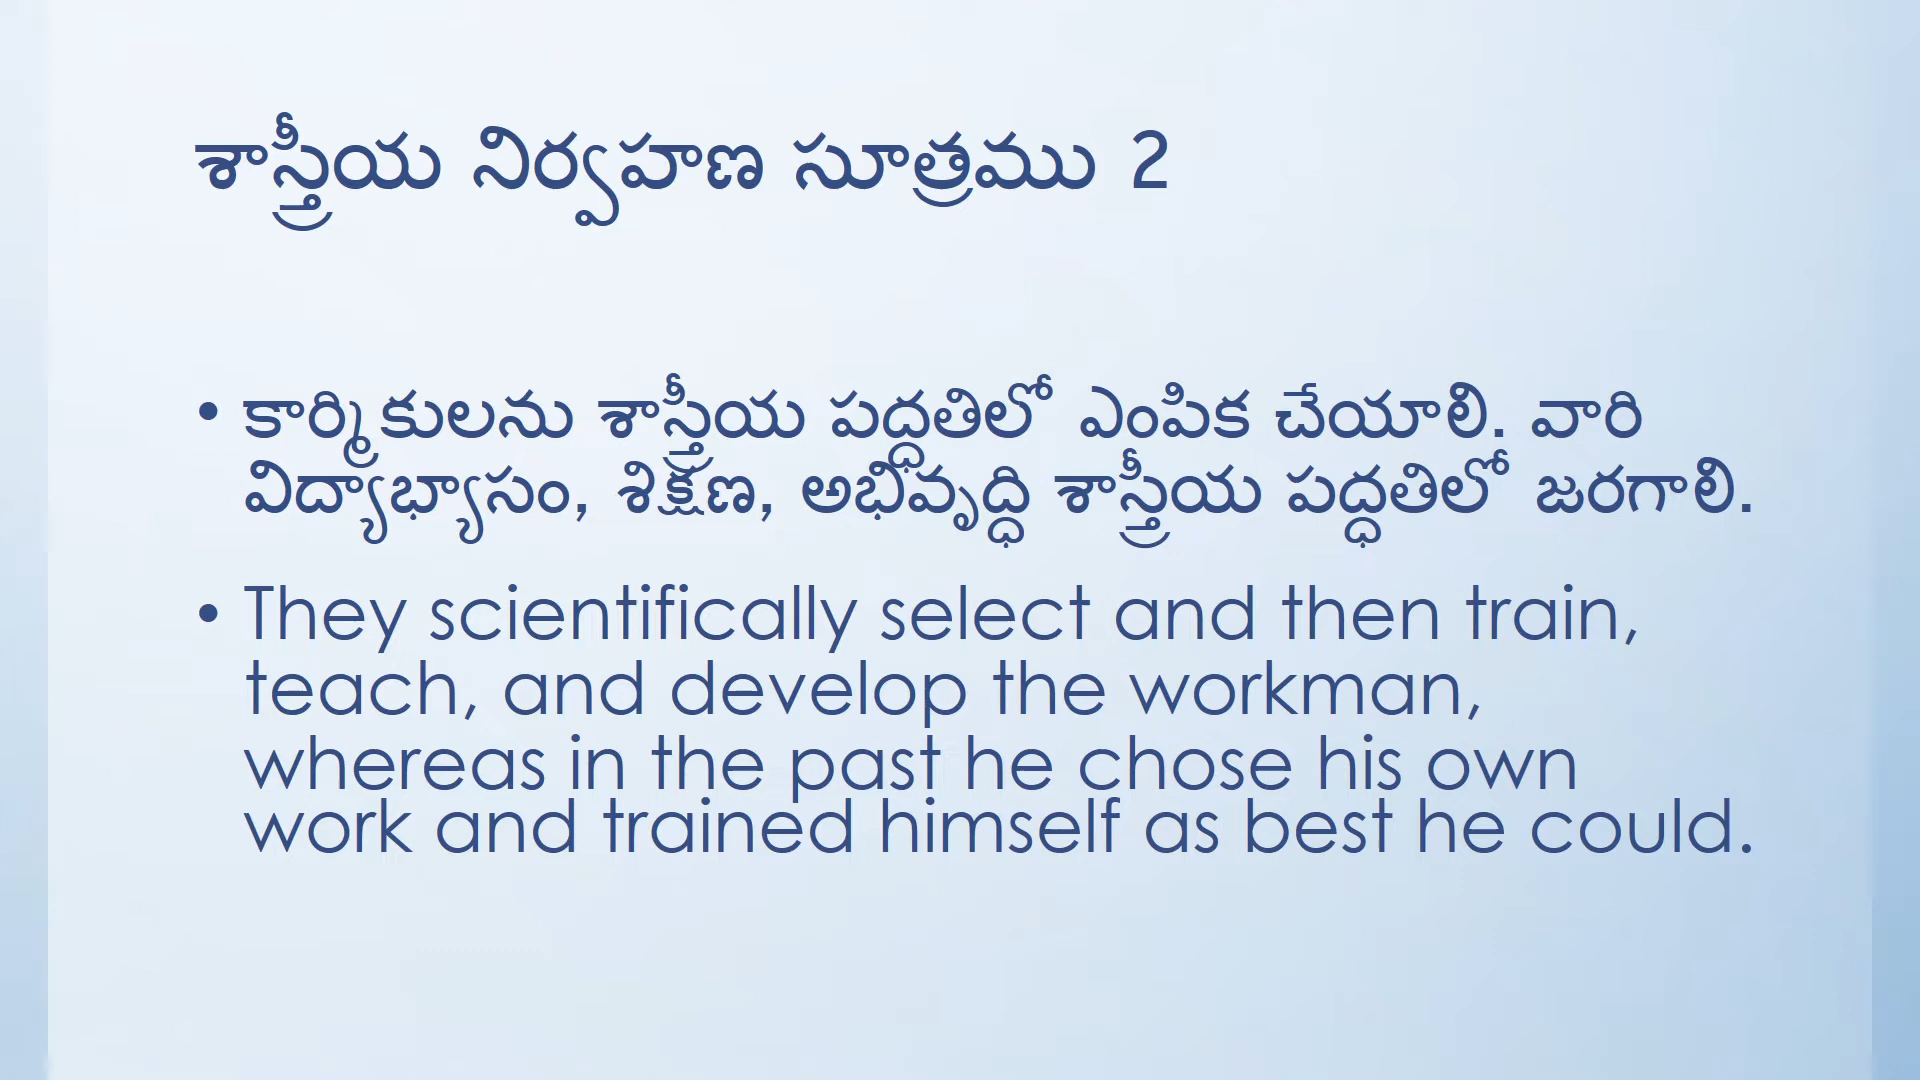 శాస్త్రీయ నిర్వహణ సూత్రము 2
• కార్మికులను శాస్త్రీయ పద్ధతిలో ఎంపిక చేయాలి. వారి
విద్యాభ్యాసం, శిక్షణ, అభివృద్ధి శాస్త్రీయ పద్ధతిలో జరగాలి.
• They scientifically select and then train,
teach, and develop the workman,
whereas in the past he chose his own
work and trained himself as best he could.